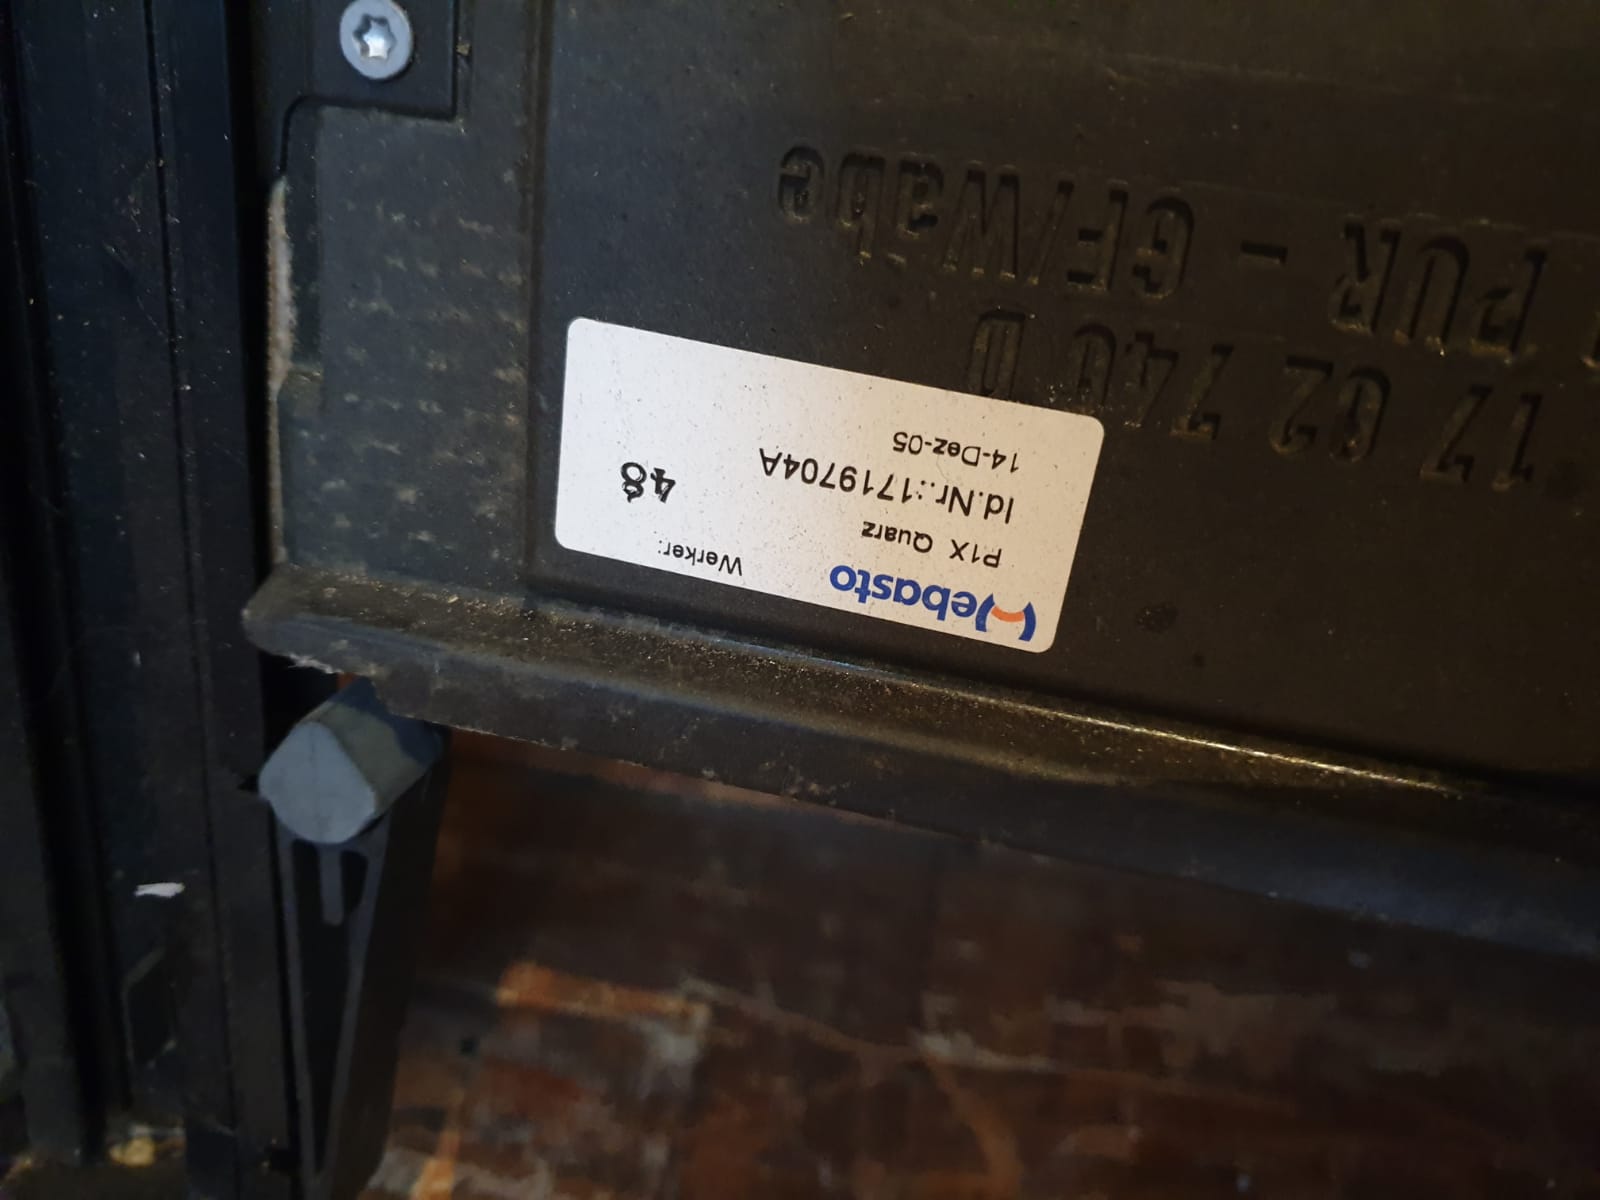 Webasto
Werker:
P1X Quarz
48
Id.Nr.:1719704A
14-Dez-05
17 62 740 D
PUR - GF/Wabe